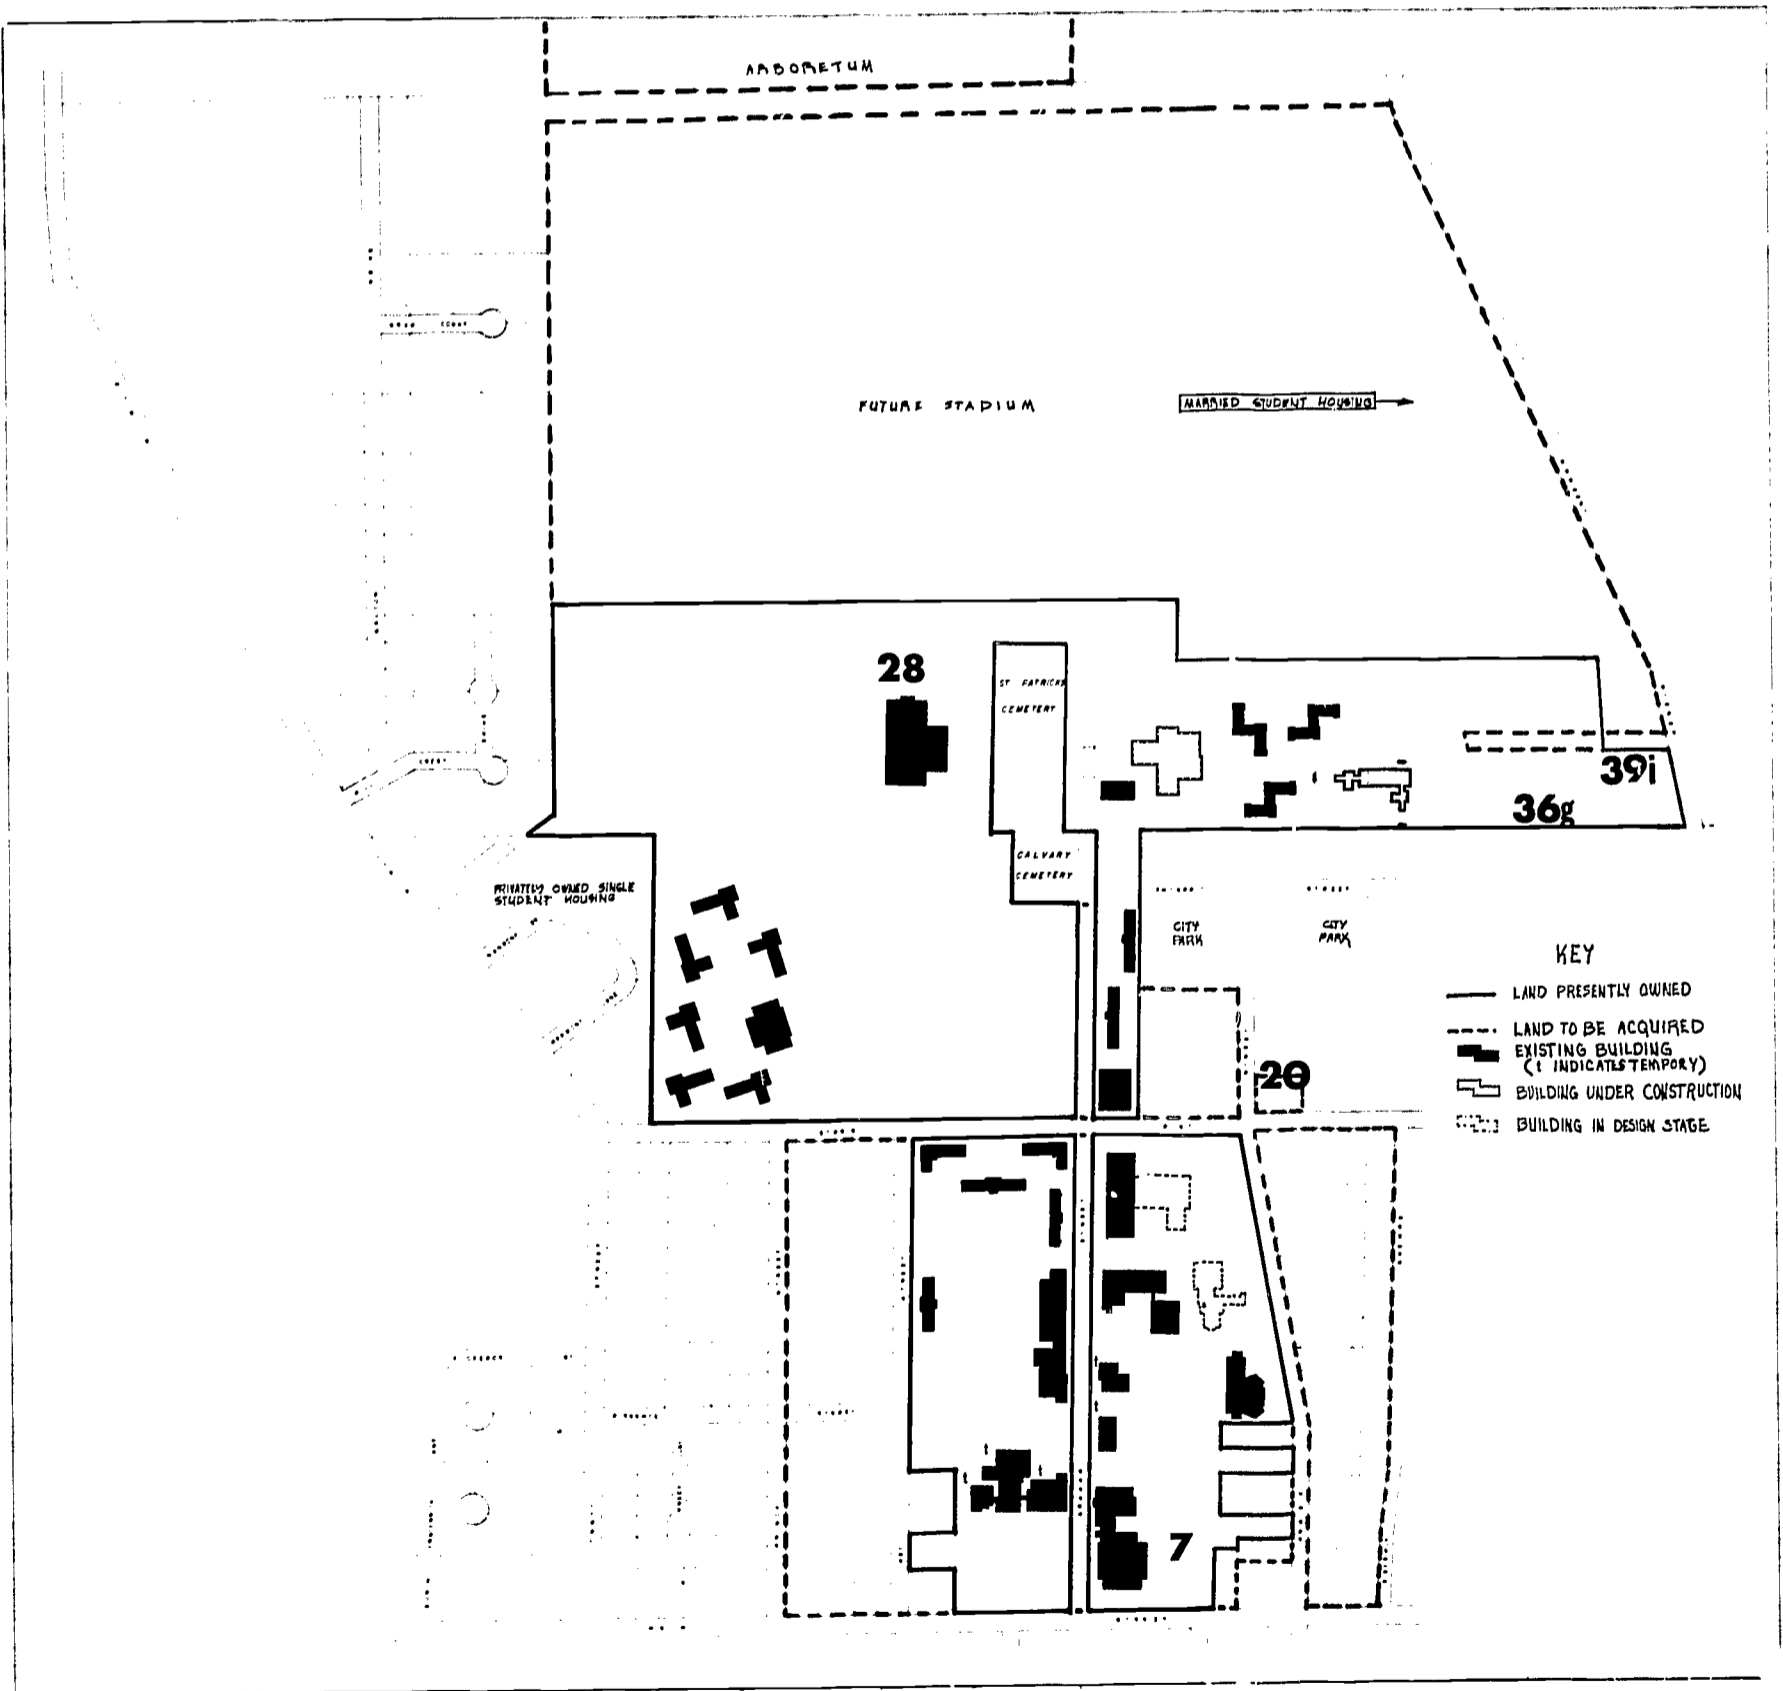 ARBORETUM
FUTURE STADIUM
MARRIED STUDENT HOUSING
28
ST PATRICKS
CEMETERY
39i
36g
CALVARY
CEMETERY
PRIVATELY OWNED SINGLE
STUDENT HOUSING
CITY
PARK
CITY
PARK
KEY
LAND PRESENTLY OWNED
LAND TO BE ACQUIRED
EXISTING BUILDING
(t INDICATES TEMPORY)
BUILDING UNDER CONSTRUCTION
BUILDING IN DESIGN STAGE
20
t
t
t
t
t
t
7